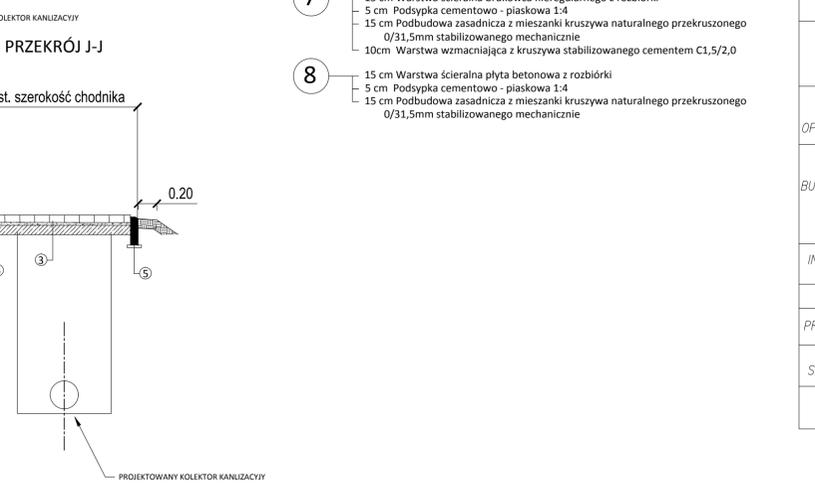 KOLEKTOR KANLIZACYJY
PRZEKRÓJ J-J
st. szerokość chodnika
0.20
3
5
PROJEKTOWANY KOLEKTOR KANLIZACYJY
7
5 cm Podsypka cementowo - piaskowa 1:4
15 cm Podbudowa zasadnicza z mieszanki kruszywa naturalnego przekruszonego
0/31,5mm stabilizowanego mechanicznie
10cm Warstwa wzmacniająca z kruszywa stabilizowanego cementem C1,5/2,0
8
15 cm Warstwa ścieralna płyta betonowa z rozbiórki
5 cm Podsypka cementowo - piaskowa 1:4
15 cm Podbudowa zasadnicza z mieszanki kruszywa naturalnego przekruszonego
0/31,5mm stabilizowanego mechanicznie